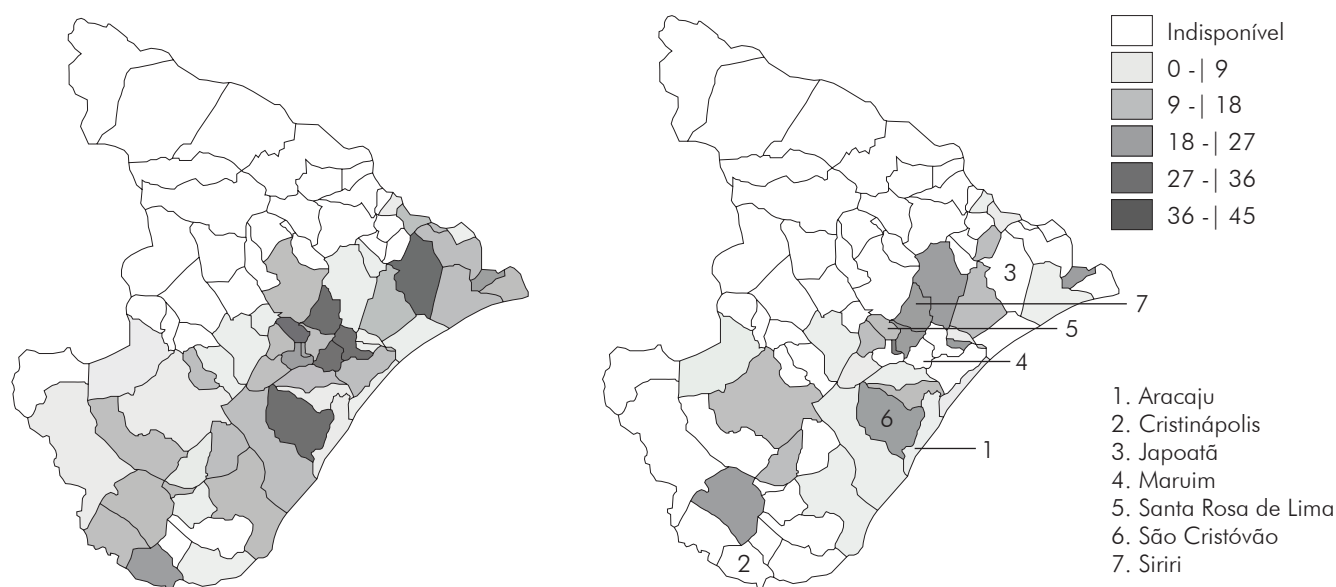 Indisponível
0 -| 9
9 -| 18
18 -| 27
27 -| 36
36 -| 45
3
7
5
4
6
1
2
1. Aracaju
2. Cristinápolis
3. Japoatã
4. Maruim
5. Santa Rosa de Lima
6. São Cristóvão
7. Siriri